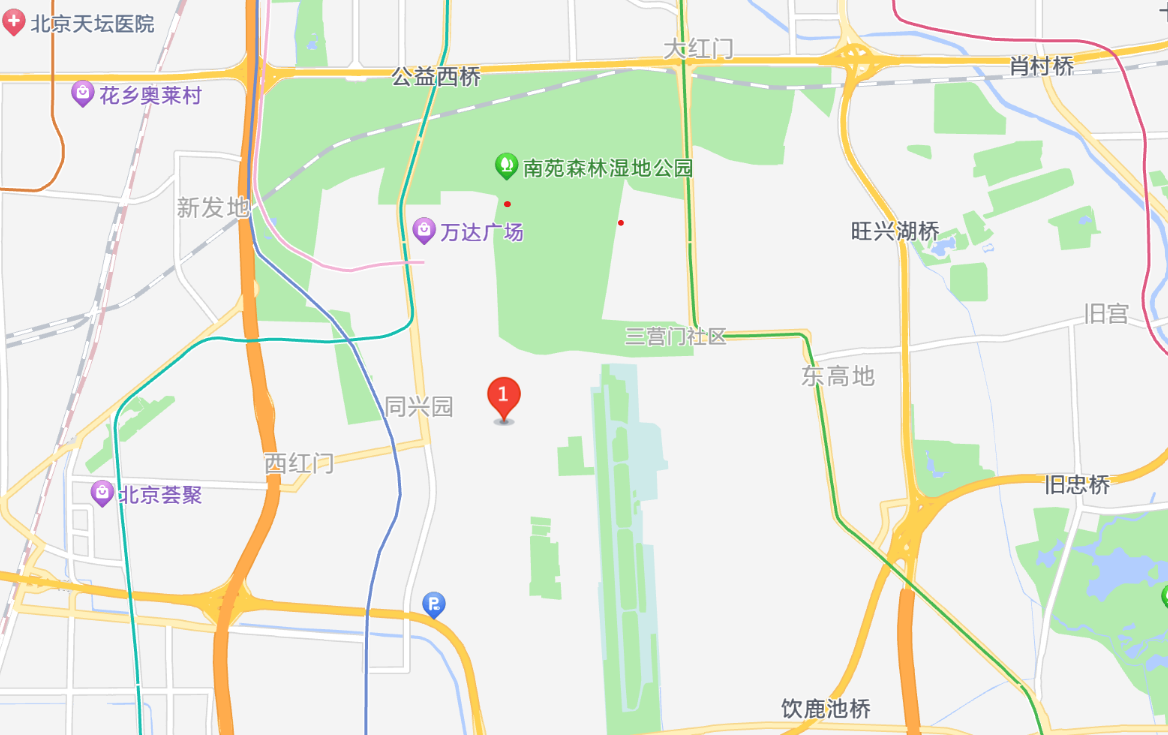 北京天坛医院
大红门
公益西桥
肖村桥
花乡奥莱村
南苑森林湿地公园
新发地
万达广场
旺兴湖桥
旧宫
三营门社区
东高地
1
同兴园
西红门
旧忠桥
北京荟聚
P
饮鹿池桥